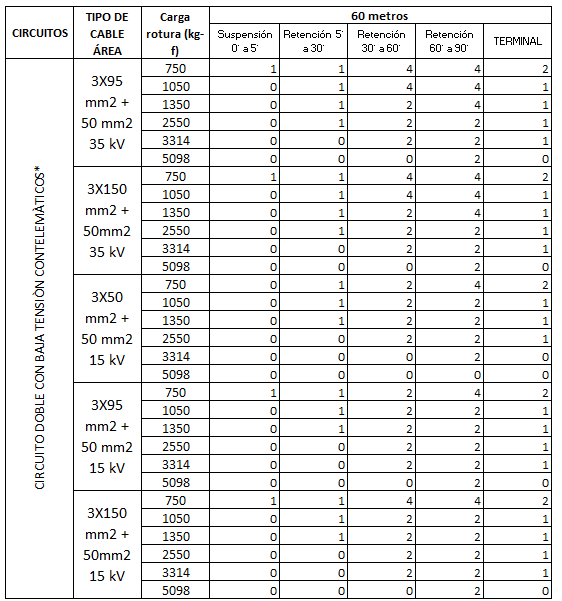 CIRCUITOS TIPO DE CABLE ÁREA Carga rotura (kg-f) 60 metros
Suspensión 0° a 5° Retención 5° a 30° Retención 30° a 60° Retención 60° a 90° TERMINAL
CIRCUITO DOBLE CON BAJA TENSIÒN CONTELEMÀTICOS*
3X95 mm2 + 50 mm2 35 kV
750 1 1 4 4 2
1050 0 1 4 4 1
1350 0 1 2 4 1
2550 0 1 2 2 1
3314 0 0 2 2 1
5098 0 0 0 2 0
3X150 mm2 + 50mm2 35 kV
750 1 1 4 4 2
1050 0 1 4 4 1
1350 0 1 2 4 1
2550 0 1 2 2 1
3314 0 0 2 2 1
5098 0 0 0 2 0
3X50 mm2 + 50 mm2 15 kV
750 0 1 2 4 2
1050 0 1 2 2 1
1350 0 1 2 2 1
2550 0 0 2 2 1
3314 0 0 0 2 0
5098 0 0 0 0 0
3X95 mm2 + 50 mm2 15 kV
750 1 1 2 4 2
1050 0 1 2 2 1
1350 0 1 2 2 1
2550 0 0 2 2 1
3314 0 0 2 2 1
5098 0 0 0 2 0
3X150 mm2 + 50mm2 15 kV
750 1 1 4 4 2
1050 0 1 2 2 1
1350 0 1 2 2 1
2550 0 0 2 2 1
3314 0 0 2 2 1
5098 0 0 0 2 0